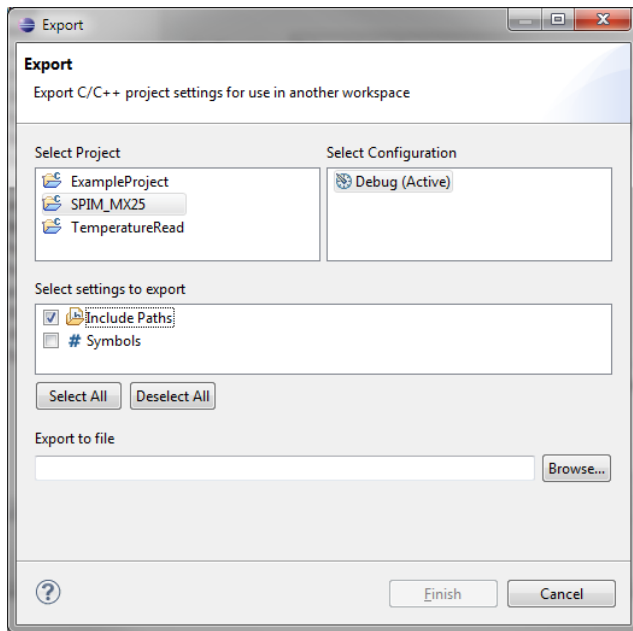 Export
Export
Export C/C++ project settings for use in another workspace
Select Project
Select Configuration
ExampleProject
SPIM_MX25
TemperatureRead
Debug (Active)
Select settings to export
Include Paths
# Symbols
Select All
Deselect All
Export to file
Browse...
?
Finish
Cancel